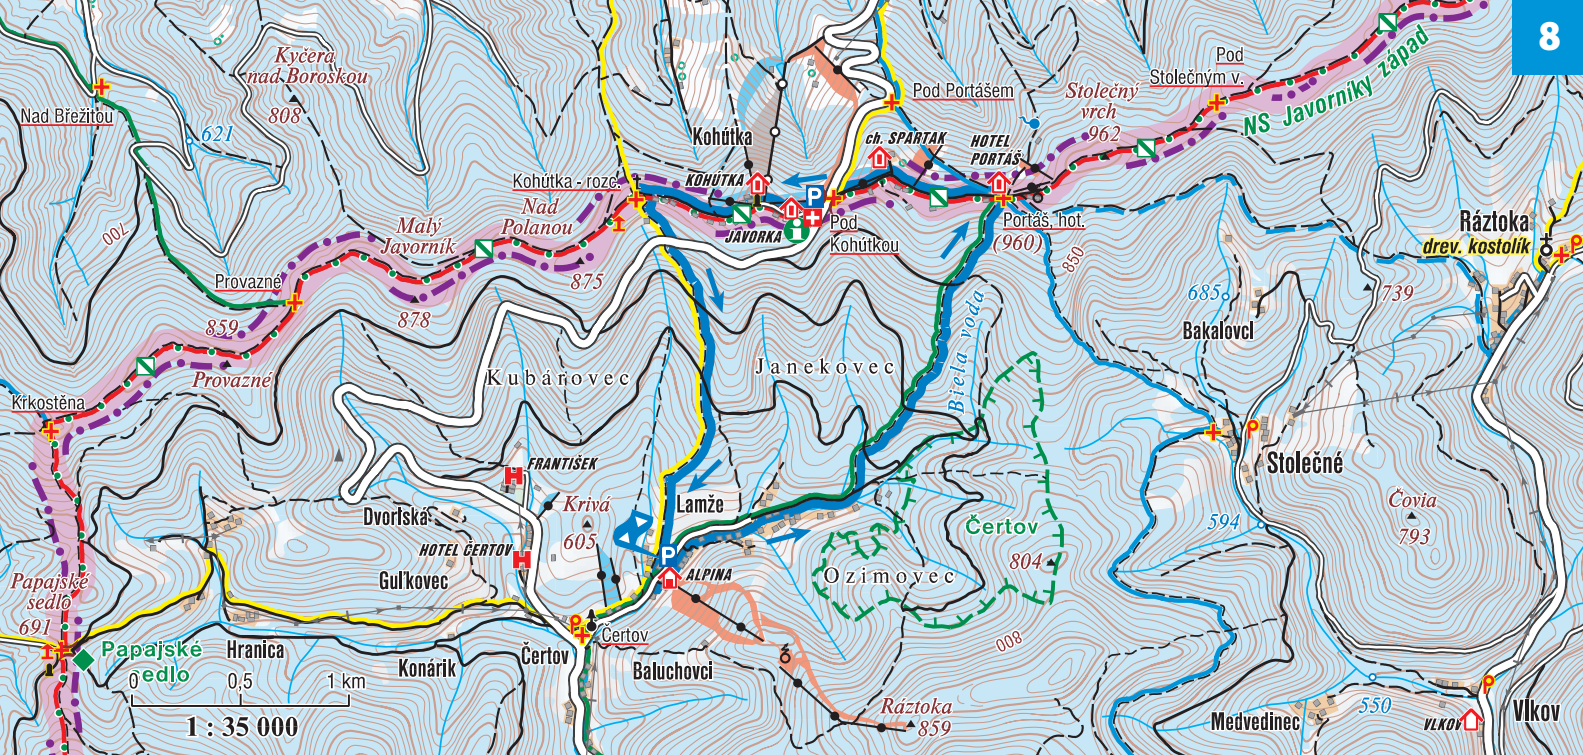 8
Kyčera
nad Boroskou
808
Nad Břežitou
621
700
Pod Portášem
Pod
Stolečným v.
Stolečný
vrch
962
NS Javorníky západ
Kohútka
ch. SPARTAK
HOTEL
PORTÁŠ
Kohútka - rozc.
KOHÚTKA
P
JAVORKA
i
Pod
Kohútkou
Portáš, hot.
(960)
850
Nad
Polanou
Malý
Javorník
875
878
Provazné
859
Provazné
Krkostěna
Ráztoka
drev. kostolík
739
685
Bakalovci
Kubárovec
Janekovec
Biela voda
FRANTIŠEK
H
Krivá
605
Dvorľská
HOTEL ČERTOV
H
Guľkovec
Lamže
P
ALPINA
Čertov
Ozimovec
804
800
Stolečné
594
Čovia
793
Papajské
sedlo
691
Papajské
sedlo
Hranica
Konárik
Čertov
Čertov
Baluchovci
Ráztoka
859
Medvedinec
550
VLKOV
Vlkov
0 0,5 1 km
1 : 35 000